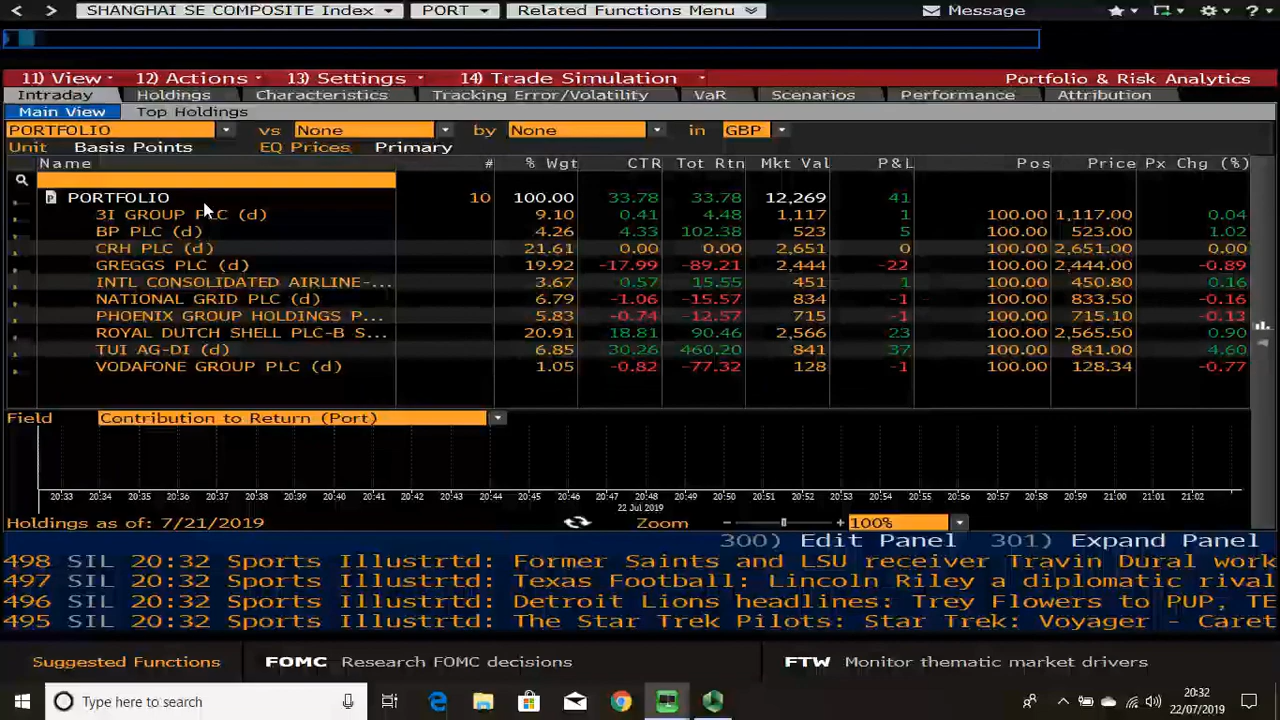 < > SHANGHAI SE COMPOSITE Index PORT Related Functions Menu Message
11) View 12) Actions 13) Settings 14) Trade Simulation Portfolio & Risk Analytics
Intraday Holdings Characteristics Tracking Error/Volatility VaR Scenarios Performance Attribution
Main View Top Holdings
PORTFOLIO vs None by None in GBP
Unit Basis Points EQ Prices Primary
Name # % Wgt CTR Tot Rtn Mkt Val P&L Pos Price Px Chg (%)
PORTFOLIO 10 100.00 33.78 33.78 12,269 41
3I GROUP PLC (d) 9.10 0.41 4.48 1,117 1 100.00 1,117.00 0.04
BP PLC (d) 4.26 4.33 102.38 523 5 100.00 523.00 1.02
CRH PLC (d) 21.61 0.00 0.00 2,651 0 100.00 2,651.00 0.00
GREGGS PLC (d) 19.92 -17.99 -89.21 2,444 -22 100.00 2,444.00 -0.89
INTL CONSOLIDATED AIRLINE-... 3.67 0.57 15.55 451 1 100.00 450.80 0.16
NATIONAL GRID PLC (d) 6.79 -1.06 -15.57 834 -1 100.00 833.50 -0.16
PHOENIX GROUP HOLDINGS P... 5.83 -0.74 -12.57 715 -1 100.00 715.10 -0.13
ROYAL DUTCH SHELL PLC-B S... 20.91 18.81 90.46 2,566 23 100.00 2,565.50 0.90
TUI AG-DI (d) 6.85 30.26 460.20 841 37 100.00 841.00 4.60
VODAFONE GROUP PLC (d) 1.05 -0.82 -77.32 128 -1 100.00 128.34 -0.77
Field Contribution to Return (Port)
20:33 20:34 20:35 20:36 20:37 20:38 20:39 20:40 20:41 20:42 20:43 20:44 20:45 20:46 20:47 20:48 20:49 20:50 20:51 20:52 20:53 20:54 20:55 20:56 20:57 20:58 20:59 21:00 21:01 21:02
22 Jul 2019
Holdings as of: 7/21/2019 Zoom - + 100%
300) Edit Panel 301) Expand Panel
498 SIL 20:32 Sports Illustrtd: Former Saints and LSU receiver Travin Dural work
497 SIL 20:32 Sports Illustrtd: Texas Football: Lincoln Riley a diplomatic rival
496 SIL 20:32 Sports Illustrtd: Detroit Lions headlines: Trey Flowers to PUP, TE
495 SIL 20:32 Sports Illustrtd: The Star Trek Pilots: Star Trek: Voyager - Caret
Suggested Functions FOMC Research FOMC decisions FTW Monitor thematic market drivers
Type here to search 20:32
22/07/2019